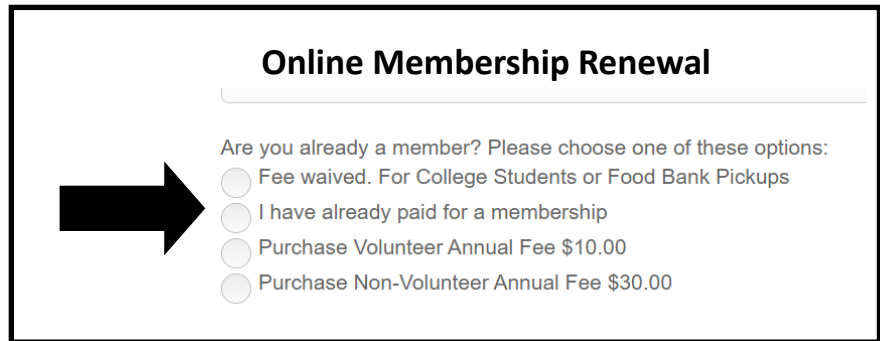 Online Membership Renewal
Are you already a member? Please choose one of these options:
Fee waived. For College Students or Food Bank Pickups
I have already paid for a membership
Purchase Volunteer Annual Fee $10.00
Purchase Non-Volunteer Annual Fee $30.00